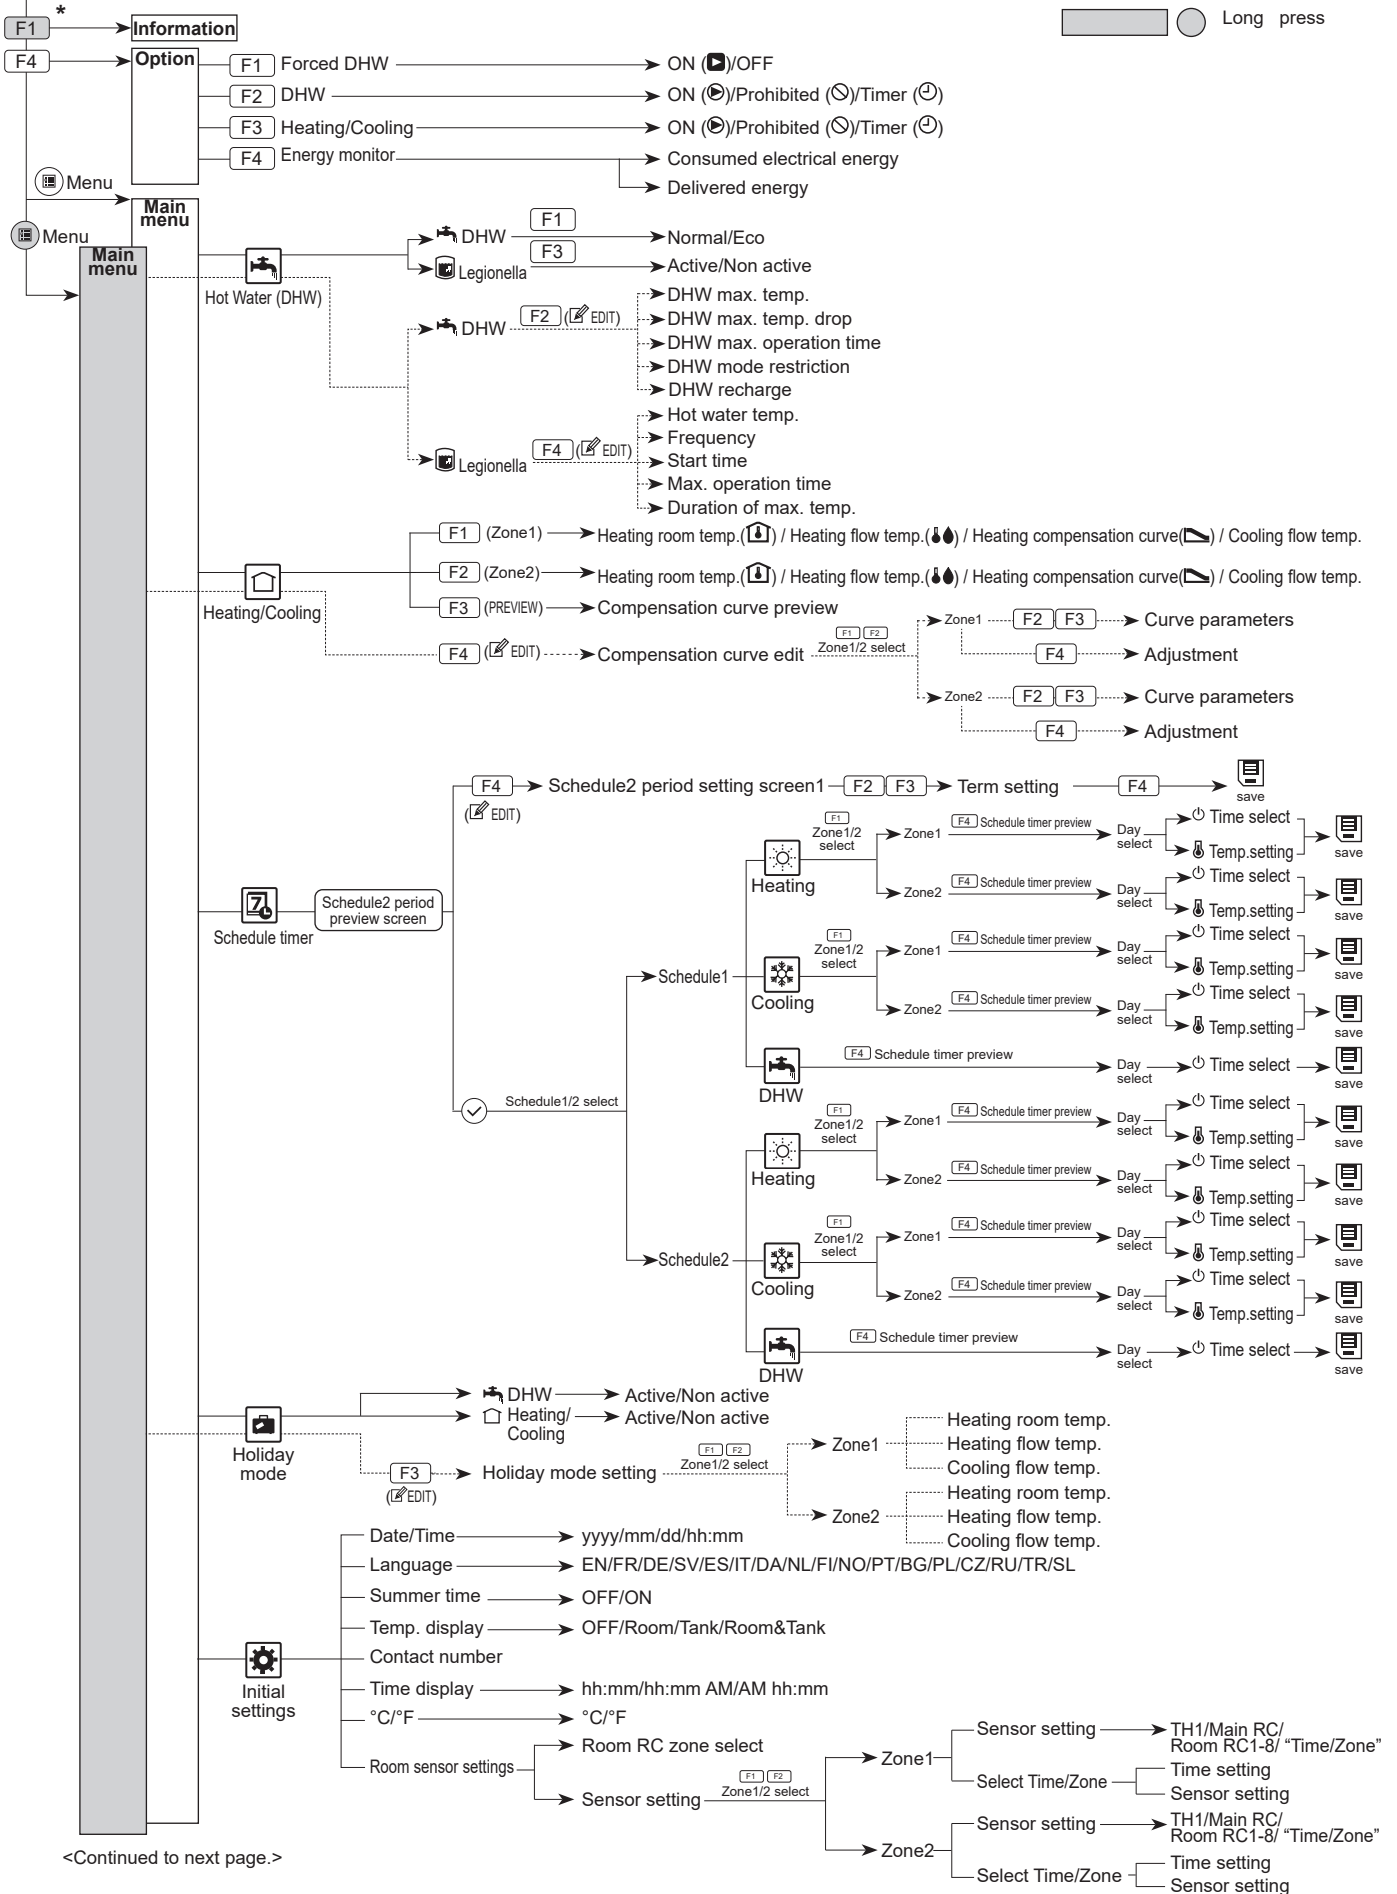 *
F1
Information
Long press
F4
Option
F1 Forced DHW
ON (▶)/OFF
F2 DHW
ON (▶)/Prohibited (⃠)/Timer (🕒)
F3 Heating/Cooling
ON (▶)/Prohibited (⃠)/Timer (🕒)
F4 Energy monitor
Consumed electrical energy
Delivered energy
Menu
Main
menu
Menu
Main
menu
Hot Water (DHW)
DHW
F1
Normal/Eco
Legionella
F3
Active/Non active
DHW
F2 (EDIT)
DHW max. temp.
DHW max. temp. drop
DHW max. operation time
DHW mode restriction
DHW recharge
Legionella
F4 (EDIT)
Hot water temp.
Frequency
Start time
Max. operation time
Duration of max. temp.
Heating/Cooling
F1 (Zone1)
Heating room temp.() / Heating flow temp.() / Heating compensation curve() / Cooling flow temp.
F2 (Zone2)
Heating room temp.() / Heating flow temp.() / Heating compensation curve() / Cooling flow temp.
F3 (PREVIEW)
Compensation curve preview
F4 (EDIT)
Compensation curve edit
F1 F2
Zone1/2 select
Zone1
F2 F3
Curve parameters
F4
Adjustment
Zone2
F2 F3
Curve parameters
F4
Adjustment
Schedule timer
Schedule2 period
preview screen
F4
(EDIT)
Schedule2 period setting screen1
F2 F3
Term setting
F4
save
Schedule1/2 select
Schedule1
Heating
F1
Zone1/2
select
Zone1
F4 Schedule timer preview
Day
select
Time select
Temp.setting
save
Zone2
F4 Schedule timer preview
Day
select
Time select
Temp.setting
save
Cooling
F1
Zone1/2
select
Zone1
F4 Schedule timer preview
Day
select
Time select
Temp.setting
save
Zone2
F4 Schedule timer preview
Day
select
Time select
Temp.setting
save
DHW
F4 Schedule timer preview
Day
select
Time select
save
Schedule2
Heating
F1
Zone1/2
select
Zone1
F4 Schedule timer preview
Day
select
Time select
Temp.setting
save
Zone2
F4 Schedule timer preview
Day
select
Time select
Temp.setting
save
Cooling
F1
Zone1/2
select
Zone1
F4 Schedule timer preview
Day
select
Time select
Temp.setting
save
Zone2
F4 Schedule timer preview
Day
select
Time select
Temp.setting
save
DHW
F4 Schedule timer preview
Day
select
Time select
save
Holiday
mode
DHW
Active/Non active
Heating/
Cooling
Active/Non active
F3
(EDIT)
Holiday mode setting
F1 F2
Zone1/2 select
Zone1
Heating room temp.
Heating flow temp.
Cooling flow temp.
Zone2
Heating room temp.
Heating flow temp.
Cooling flow temp.
Initial
settings
Date/Time
yyyy/mm/dd/hh:mm
Language
EN/FR/DE/SV/ES/IT/DA/NL/FI/NO/PT/BG/PL/CZ/RU/TR/SL
Summer time
OFF/ON
Temp. display
OFF/Room/Tank/Room&Tank
Contact number
Time display
hh:mm/hh:mm AM/AM hh:mm
°C/°F
°C/°F
Room sensor settings
Room RC zone select
Sensor setting
F1 F2
Zone1/2 select
Zone1
Sensor setting
TH1/Main RC/
Room RC1-8/ “Time/Zone”
Select Time/Zone
Time setting
Sensor setting
Zone2
Sensor setting
TH1/Main RC/
Room RC1-8/ “Time/Zone”
Select Time/Zone
Time setting
Sensor setting
<Continued to next page.>